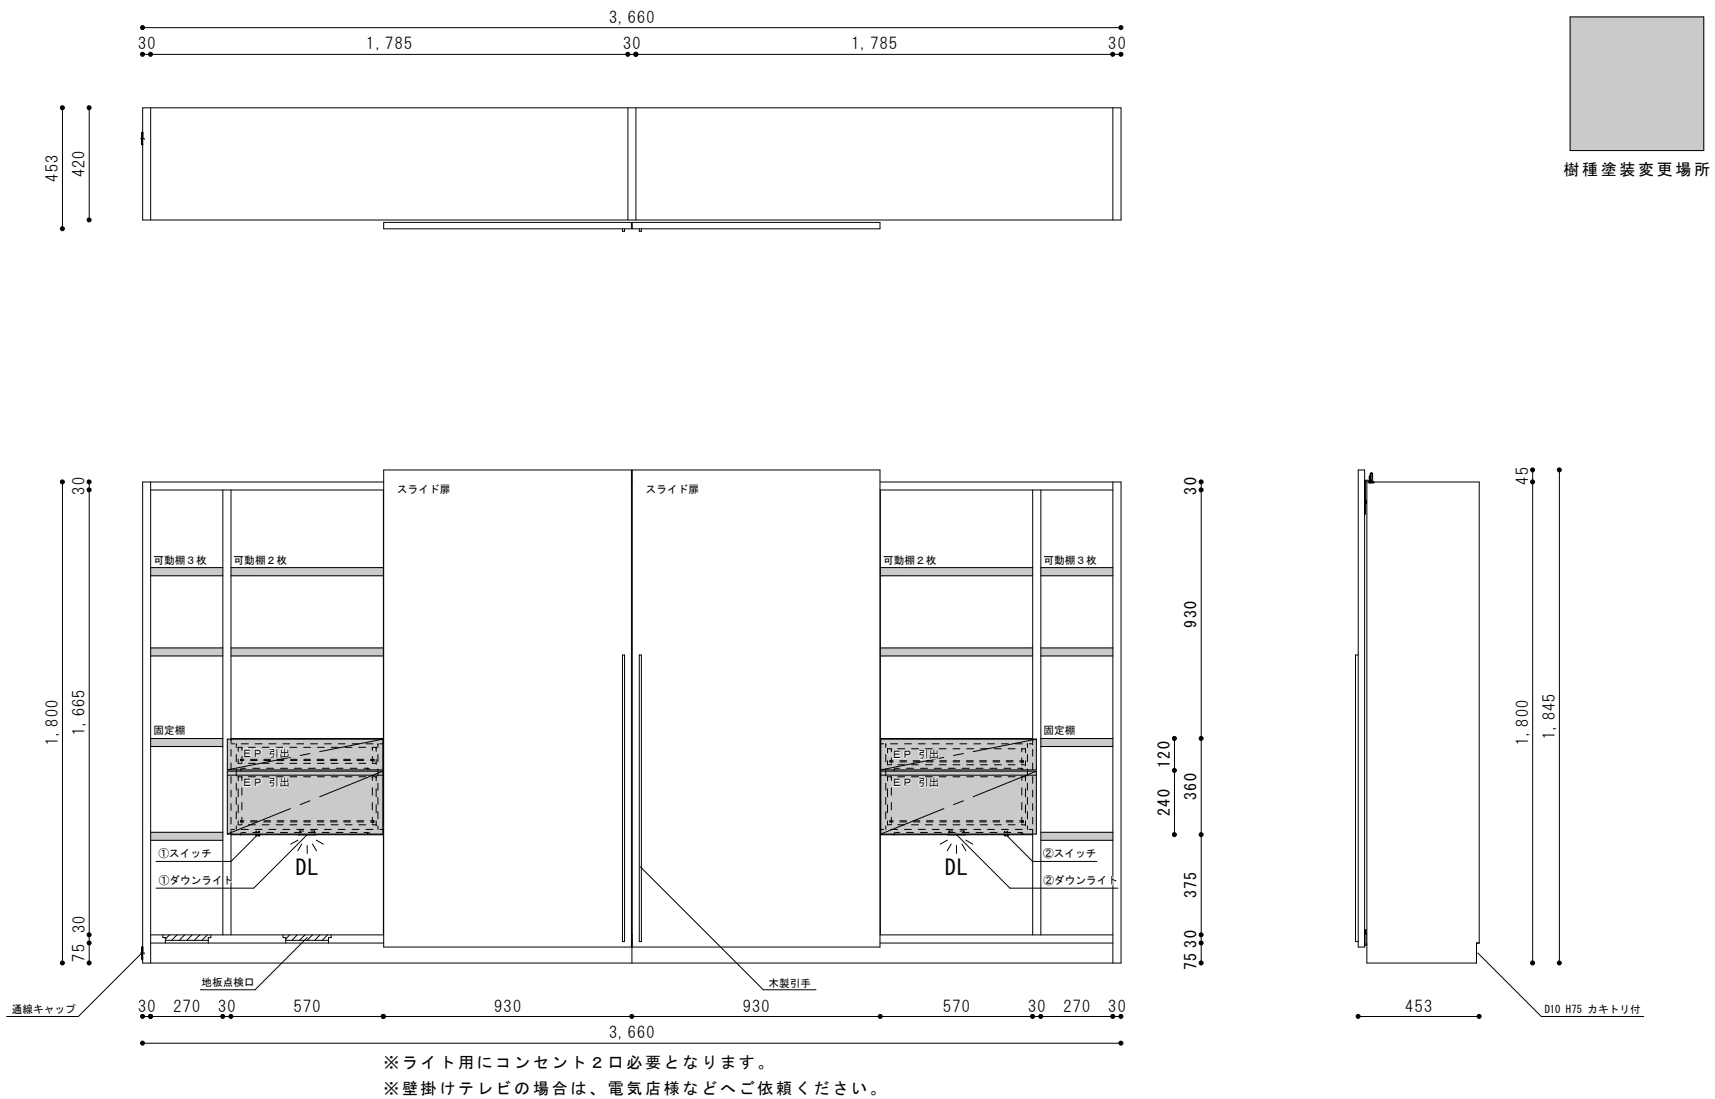 3,660
30 1,785 30 1,785 30
453
420
樹種塗装変更場所
スライド扉
スライド扉
可動棚3枚
可動棚2枚
可動棚2枚
可動棚3枚
固定棚
固定棚
EP 引出
EP 引出
EP 引出
EP 引出
①スイッチ
①ダウンライト
DL
DL
②スイッチ
②ダウンライト
1,800
30
1,665
30
75
30
930
120
240
360
375
30
75
45
1,800
1,845
通線キャップ
地板点検口
木製引手
D10 H75 カキトリ付
30 270 30 570 930 930 570 30 270 30
3,660
453
※ライト用にコンセント2口必要となります。
※壁掛けテレビの場合は、電気店様などへご依頼ください。